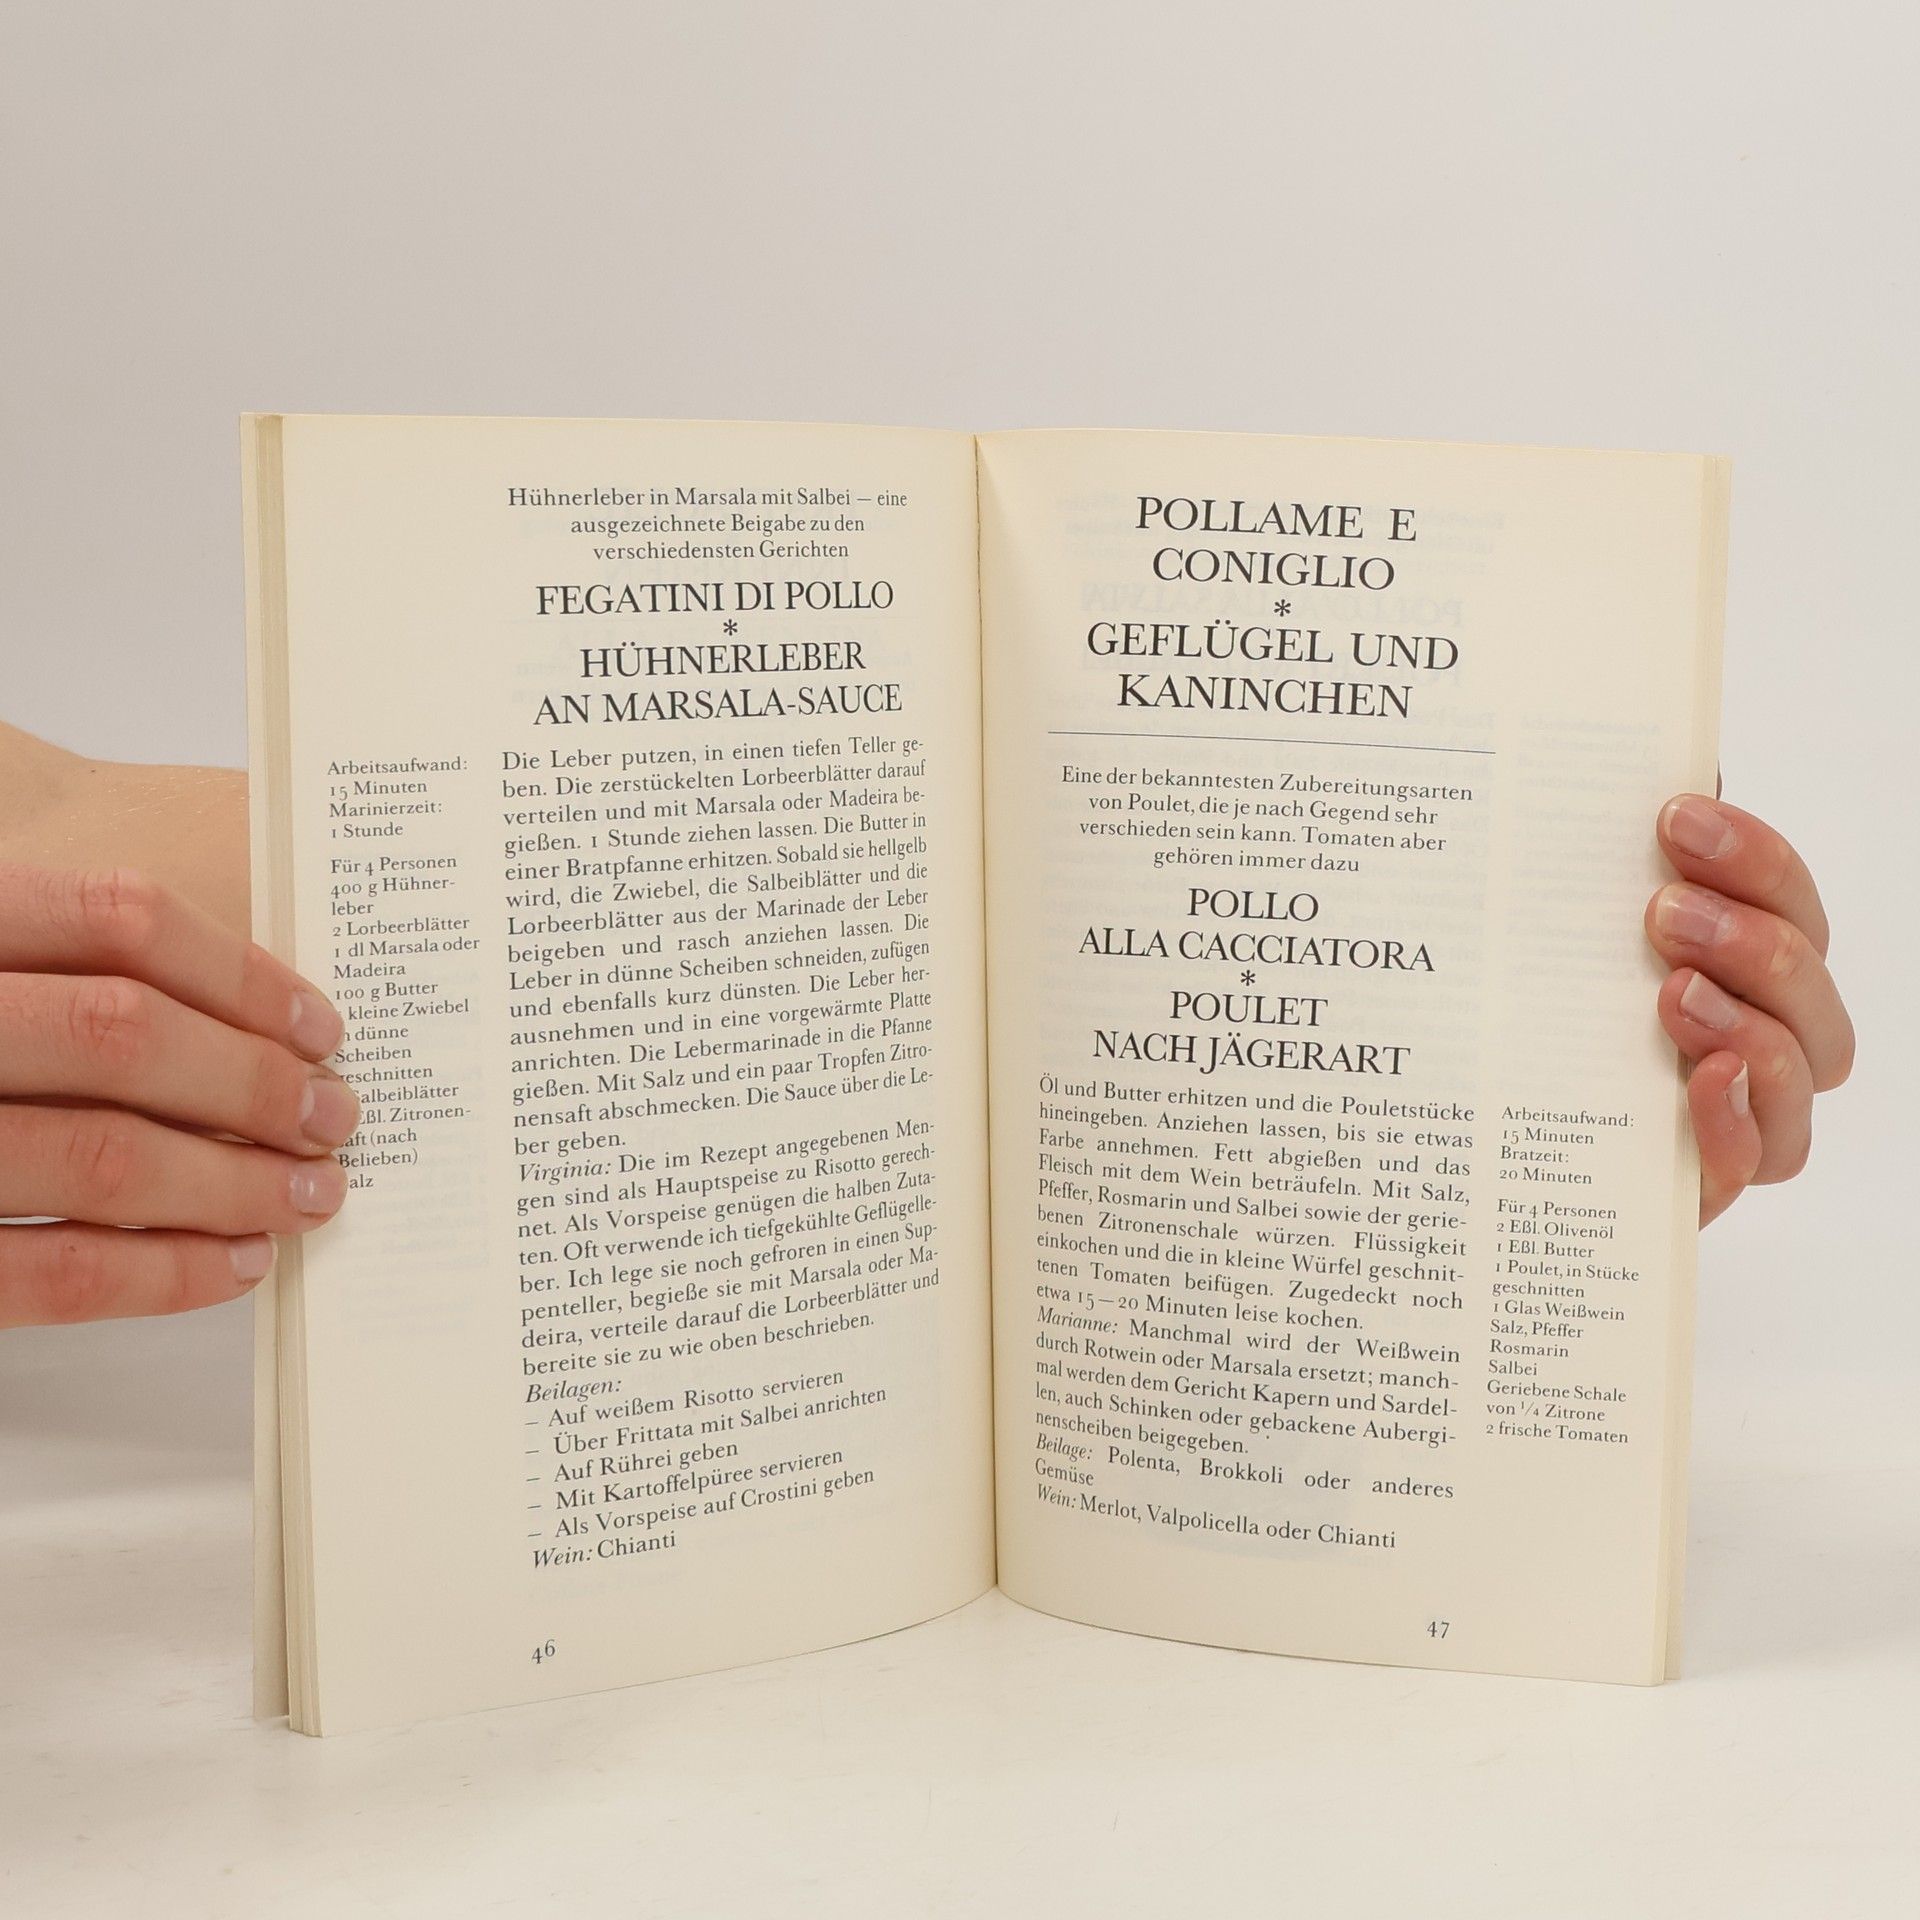 Hühnerleber in Marsala mit Salbei – eine
ausgezeichnete Beigabe zu den
verschiedensten Gerichten
FEGATINI DI POLLO
*
HÜHNERLEBER
AN MARSALA-SAUCE
Arbeitsaufwand:
15 Minuten
Marinierzeit:
1 Stunde
Für 4 Personen
400 g Hühner-
leber
2 Lorbeerblätter
1 dl Marsala oder
Madeira
100 g Butter
kleine Zwiebel
dünne
Scheiben
geschnitten
Salbeiblätter
Eßl. Zitronen-
saft (nach
Belieben)
Salz
Die Leber putzen, in einen tiefen Teller ge-
ben. Die zerstückelten Lorbeerblätter darauf
verteilen und mit Marsala oder Madeira be-
gießen. 1 Stunde ziehen lassen. Die Butter in
einer Bratpfanne erhitzen. Sobald sie hellgelb
wird, die Zwiebel, die Salbeiblätter und die
Lorbeerblätter aus der Marinade der Leber
beigeben und rasch anziehen lassen. Die
Leber in dünne Scheiben schneiden, zufügen
und ebenfalls kurz dünsten. Die Leber her-
ausnehmen und in eine vorgewärmte Platte
anrichten. Die Lebermarinade in die Pfanne
gießen. Mit Salz und ein paar Tropfen Zitro-
nensaft abschmecken. Die Sauce über die Le-
ber geben.
Virginia: Die im Rezept angegebenen Men-
gen sind als Hauptspeise zu Risotto gerech-
net. Als Vorspeise genügen die halben Zuta-
ten. Oft verwende ich tiefgekühlte Geflügelle-
ber. Ich lege sie noch gefroren in einen Sup-
penteller, begieße sie mit Marsala oder Ma-
deira, verteile darauf die Lorbeerblätter und
bereite sie zu wie oben beschrieben.
Beilagen:
– Auf weißem Risotto servieren
– Über Frittata mit Salbei anrichten
– Auf Rührei geben
– Mit Kartoffelpüree servieren
– Als Vorspeise auf Crostini geben
Wein: Chianti
46
POLLAME E
CONIGLIO
*
GEFLÜGEL UND
KANINCHEN
Eine der bekanntesten Zubereitungsarten
von Poulet, die je nach Gegend sehr
verschieden sein kann. Tomaten aber
gehören immer dazu
POLLO
ALLA CACCIATORA
*
POULET
NACH JÄGERART
Öl und Butter erhitzen und die Pouletstücke
hineingeben. Anziehen lassen, bis sie etwas
Farbe annehmen. Fett abgießen und das
Fleisch mit dem Wein beträufeln. Mit Salz,
Pfeffer, Rosmarin und Salbei sowie der gerie-
benen Zitronenschale würzen. Flüssigkeit
einkochen und die in kleine Würfel geschnit-
tenen Tomaten beifügen. Zugedeckt noch
etwa 15–20 Minuten leise kochen.
Marianne: Manchmal wird der Weißwein
durch Rotwein oder Marsala ersetzt; manch-
mal werden dem Gericht Kapern und Sardel-
len, auch Schinken oder gebackene Aubergi-
nenscheiben beigegeben.
Beilage: Polenta, Brokkoli oder anderes
Gemüse
Wein: Merlot, Valpolicella oder Chianti
Arbeitsaufwand:
15 Minuten
Bratzeit:
20 Minuten
Für 4 Personen
2 Eßl. Olivenöl
1 Eßl. Butter
1 Poulet, in Stücke
geschnitten
1 Glas Weißwein
Salz, Pfeffer
Rosmarin
Salbei
Geriebene Schale
von 1/4 Zitrone
2 frische Tomaten
47